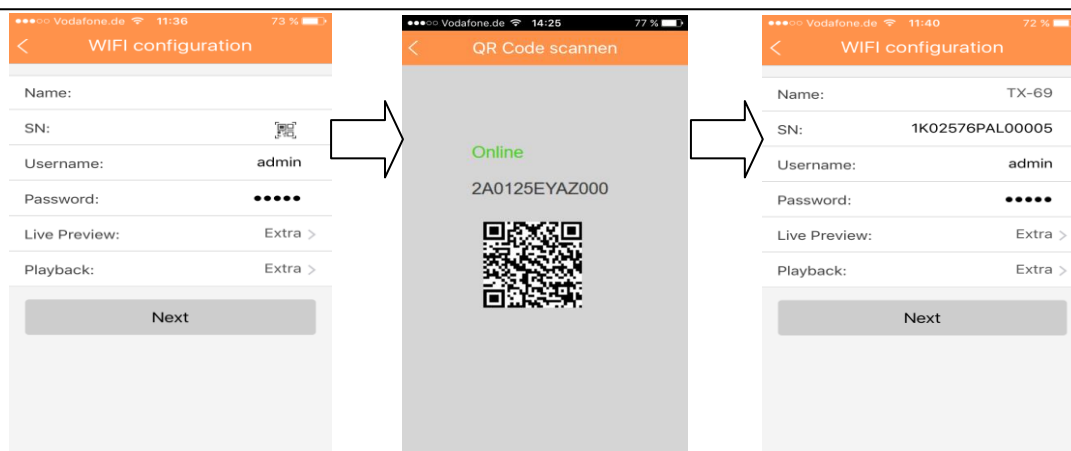 ●●●○○ Vodafone.de 11:36 73 %
< WIFI configuration
Name:
SN:
Username: admin
Password: ●●●●●
Live Preview: Extra >
Playback: Extra >
Next
●●●○○ Vodafone.de 14:25 77 %
< QR Code scannen
Online
2A0125EYAZ000
●●●○○ Vodafone.de 11:40 72 %
< WIFI configuration
Name: TX-69
SN: 1K02576PAL00005
Username: admin
Password: ●●●●●
Live Preview: Extra >
Playback: Extra >
Next